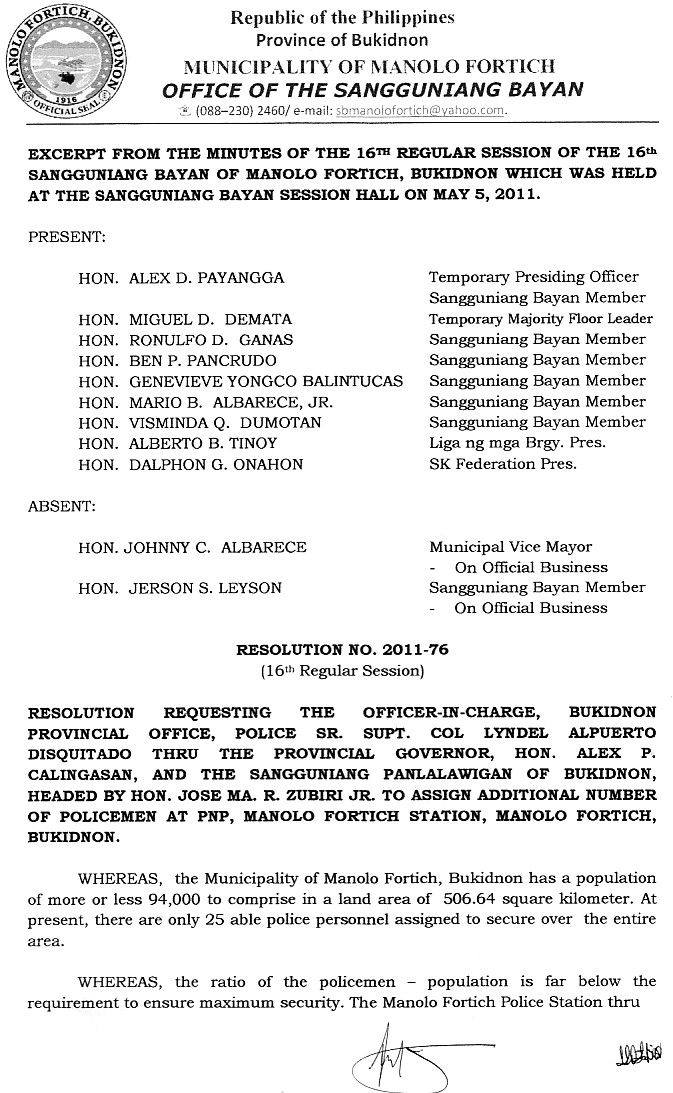 MANOLO FORTICH, BUKIDNON
1916
OFFICIAL SEAL
Republic of the Philippines
Province of Bukidnon
MUNICIPALITY OF MANOLO FORTICH
OFFICE OF THE SANGGUNIANG BAYAN
☏ (088–230) 2460/ e-mail: sbmanolofortich@yahoo.com.
EXCERPT FROM THE MINUTES OF THE 16TH REGULAR SESSION OF THE 16th
SANGGUNIANG BAYAN OF MANOLO FORTICH, BUKIDNON WHICH WAS HELD
AT THE SANGGUNIANG BAYAN SESSION HALL ON MAY 5, 2011.
PRESENT:
HON. ALEX D. PAYANGGA Temporary Presiding Officer
Sangguniang Bayan Member
HON. MIGUEL D. DEMATA Temporary Majority Floor Leader
HON. RONULFO D. GANAS Sangguniang Bayan Member
HON. BEN P. PANCRUDO Sangguniang Bayan Member
HON. GENEVIEVE YONGCO BALINTUCAS Sangguniang Bayan Member
HON. MARIO B. ALBARECE, JR. Sangguniang Bayan Member
HON. VISMINDA Q. DUMOTAN Sangguniang Bayan Member
HON. ALBERTO B. TINOY Liga ng mga Brgy. Pres.
HON. DALPHON G. ONAHON SK Federation Pres.
ABSENT:
HON. JOHNNY C. ALBARECE Municipal Vice Mayor
- On Official Business
HON. JERSON S. LEYSON Sangguniang Bayan Member
- On Official Business
RESOLUTION NO. 2011-76
(16th Regular Session)
RESOLUTION REQUESTING THE OFFICER-IN-CHARGE, BUKIDNON
PROVINCIAL OFFICE, POLICE SR. SUPT. COL LYNDEL ALPUERTO
DISQUITADO THRU THE PROVINCIAL GOVERNOR, HON. ALEX P.
CALINGASAN, AND THE SANGGUNIANG PANLALAWIGAN OF BUKIDNON,
HEADED BY HON. JOSE MA. R. ZUBIRI JR. TO ASSIGN ADDITIONAL NUMBER
OF POLICEMEN AT PNP, MANOLO FORTICH STATION, MANOLO FORTICH,
BUKIDNON.
WHEREAS, the Municipality of Manolo Fortich, Bukidnon has a population
of more or less 94,000 to comprise in a land area of 506.64 square kilometer. At
present, there are only 25 able police personnel assigned to secure over the entire
area.
WHEREAS, the ratio of the policemen – population is far below the
requirement to ensure maximum security. The Manolo Fortich Police Station thru